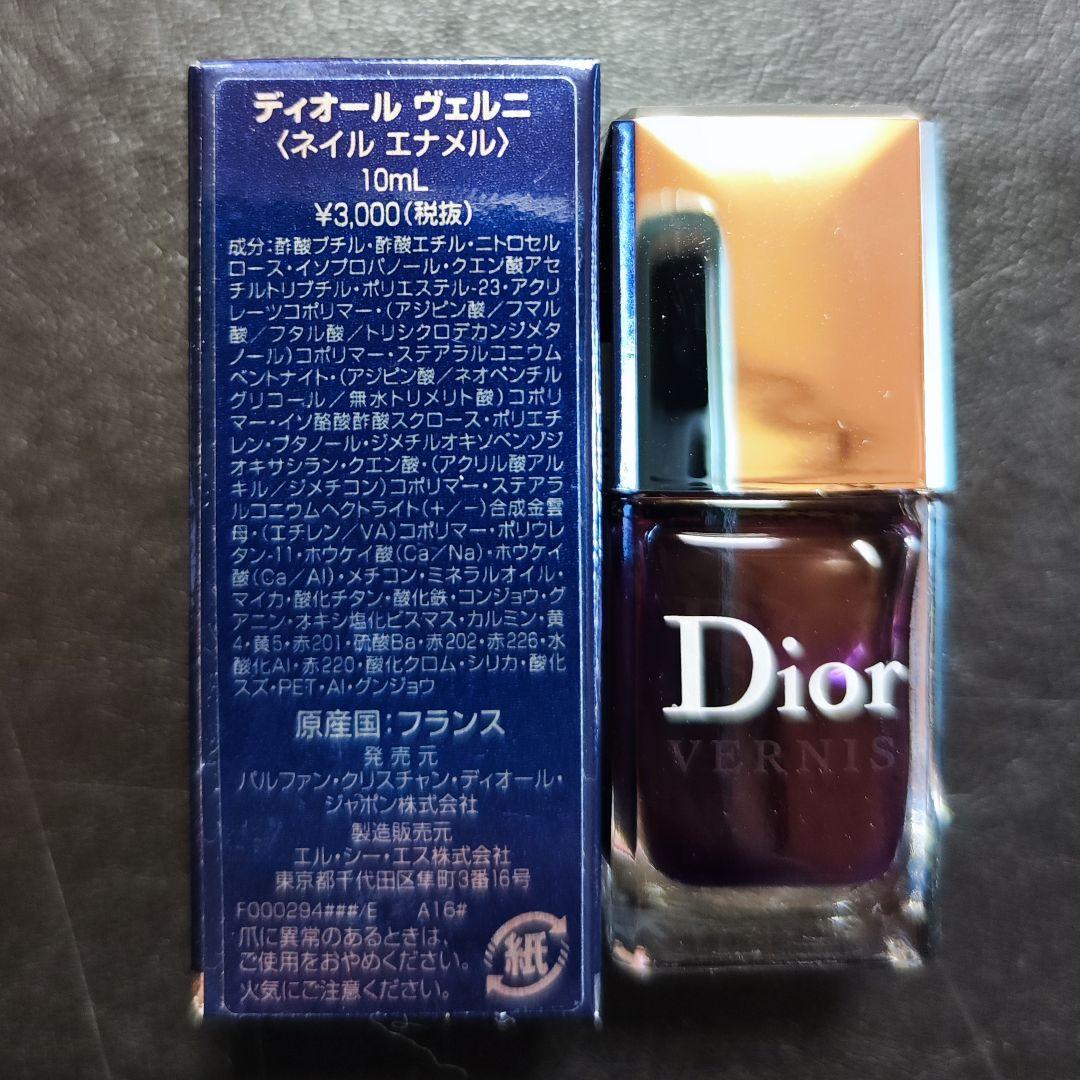 ディオール ヴェルニ
〈ネイル エナメル〉
10mL
¥3,000(税抜)
成分:酢酸ブチル・酢酸エチル・ニトロセル
ロース・イソプロパノール・クエン酸アセ
チルトリブチル・ポリエステル-23・アクリ
レーツコポリマー・(アジピン酸/フマル
酸/フタル酸/トリシクロデカンジメタ
ノール)コポリマー・ステアラルコニウム
ベントナイト・(アジピン酸/ネオペンチル
グリコール/無水トリメリト酸)コポリ
マー・イソ酪酸酢酸スクロース・ポリエチ
レン・ブタノール・ジメチルオキソベンゾジ
オキサシラン・クエン酸・(アクリル酸アル
キル/ジメチコン)コポリマー・ステアラ
ルコニウムヘクトライト(+/-)合成金雲
母・(エチレン/VA)コポリマー・ポリウレ
タン-11・ホウケイ酸(Ca/Na)・ホウケイ
酸(Ca/Al)・メチコン・ミネラルオイル・
マイカ・酸化チタン・酸化鉄・コンジョウ・グ
アニン・オキシ塩化ビスマス・カルミン・黄
4・黄5・赤201・硫酸Ba・赤202・赤226・水
酸化Al・赤220・酸化クロム・シリカ・酸化
スズ・PET・Al・グンジョウ
原産国:フランス
発売元
パルファン・クリスチャン・ディオール・
ジャポン株式会社
製造販売元
エル・シー・エス株式会社
東京都千代田区隼町3番16号
F000294###/E A16#
爪に異常のあるときは、
ご使用をおやめください。
火気にご注意ください。
紙
Dior
VERNIS